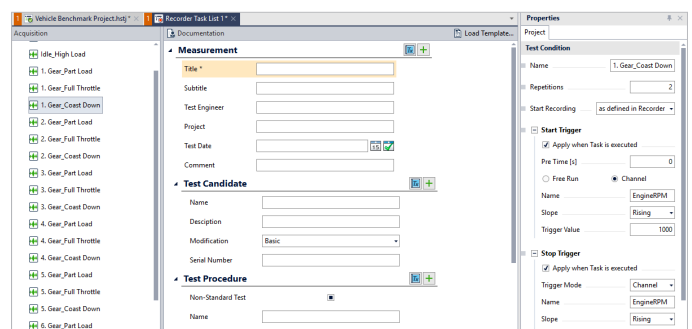 1 Vehicle Benchmark Project.hstj * × 1 Recorder Task List 1 * ×
Acquisition
Idle_High Load
1. Gear_Part Load
1. Gear_Full Throttle
1. Gear_Coast Down
2. Gear_Part Load
2. Gear_Full Throttle
2. Gear_Coast Down
3. Gear_Part Load
3. Gear_Full Throttle
3. Gear_Coast Down
4. Gear_Part Load
4. Gear_Full Throttle
4. Gear_Coast Down
5. Gear_Part Load
5. Gear_Full Throttle
5. Gear_Coast Down
6. Gear_Part Load
Documentation
Load Template...
Measurement
Title *
Subtitle
Test Engineer
Project
Test Date
15
Comment
Test Candidate
Name
Desciption
Modification Basic
Serial Number
Test Procedure
Non-Standard Test
Name
Properties
Project
Test Condition
Name 1. Gear_Coast Down
Repetitions 2
Start Recording as defined in Recorder
Start Trigger
Apply when Task is executed
Pre Time [s] 0
Free Run Channel
Name EngineRPM
Slope Rising
Trigger Value 1000
Stop Trigger
Apply when Task is executed
Trigger Mode Channel
Name EngineRPM
Slope Rising